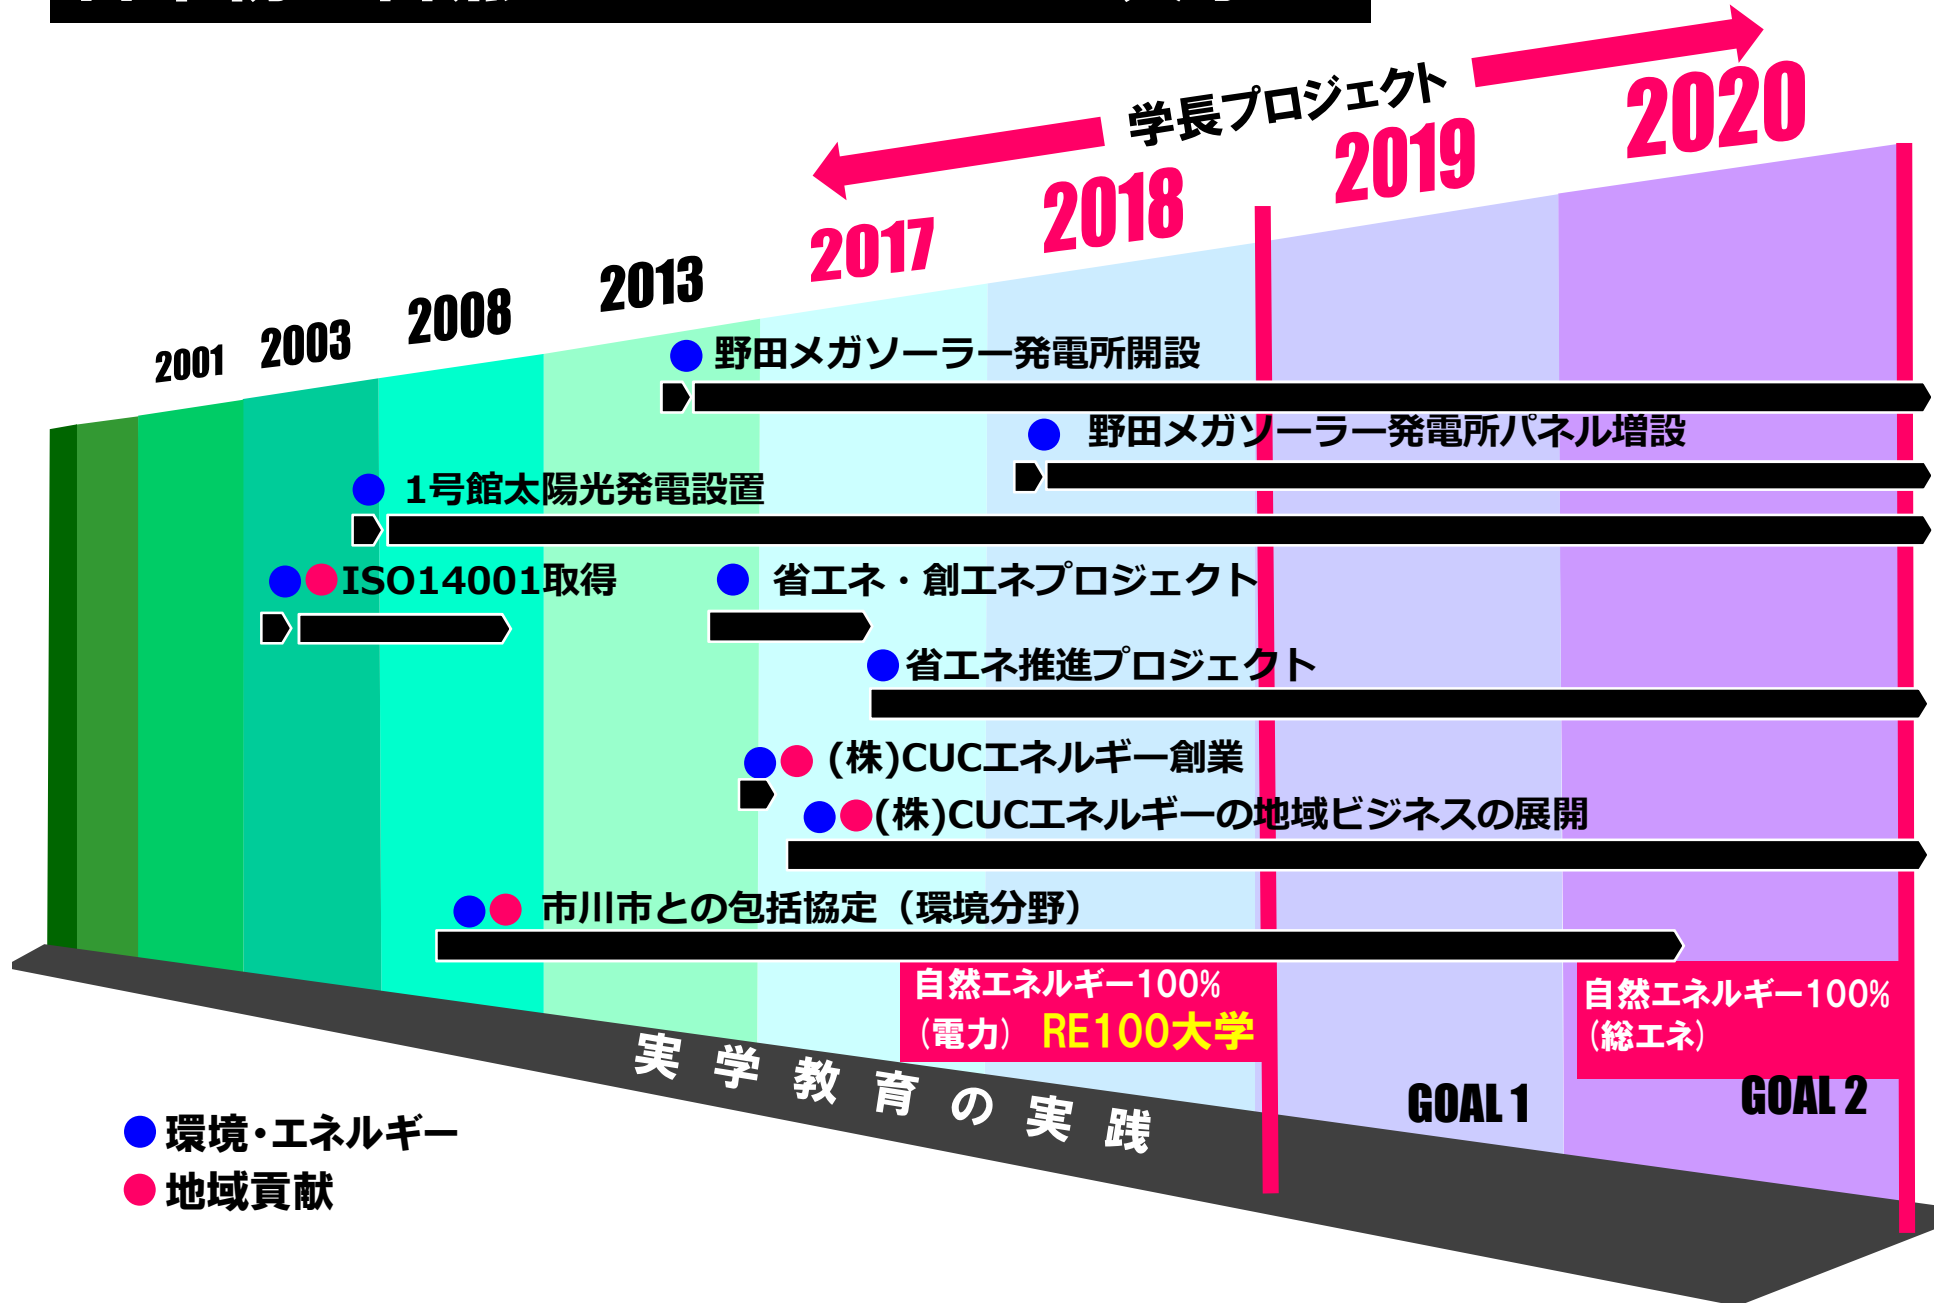 学長プロジェクト
2001
2003
2008
2013
2017
2018
2019
2020
野田メガソーラー発電所開設
野田メガソーラー発電所パネル増設
1号館太陽光発電設置
ISO14001取得
省エネ・創エネプロジェクト
省エネ推進プロジェクト
(株)CUCエネルギー創業
(株)CUCエネルギーの地域ビジネスの展開
市川市との包括協定（環境分野）
自然エネルギー100%
(電力) RE100大学
自然エネルギー100%
(総エネ)
GOAL 1
GOAL 2
実学教育の実践
環境・エネルギー
地域貢献